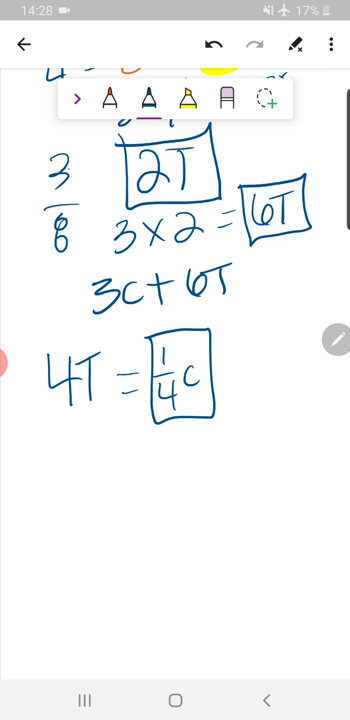 14:28 17%
3/8 2T
3 x 2 = 6T
3C + 6T
4T = 1/4 C